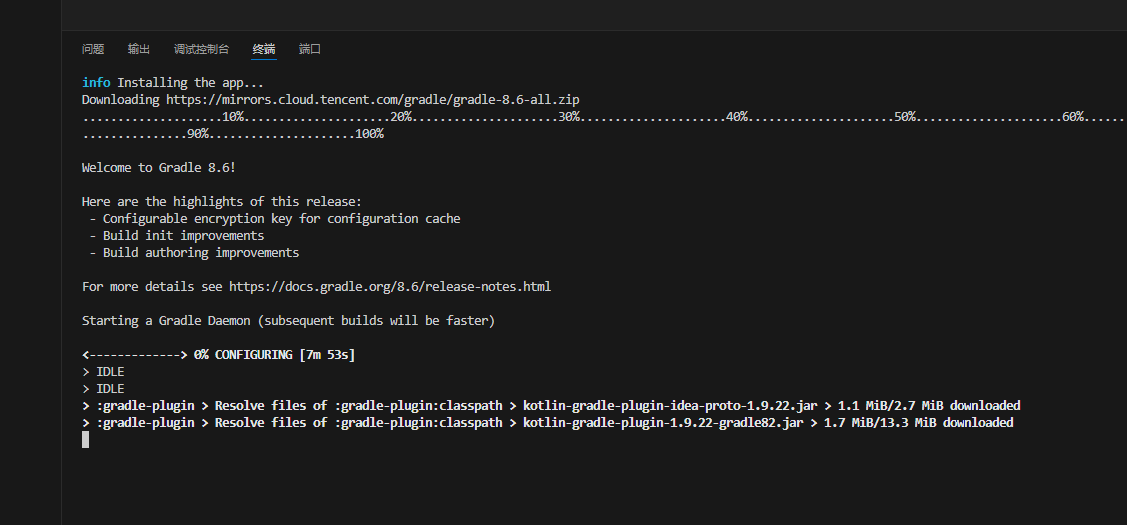 问题 输出 调试控制台 终端 端口
info Installing the app...
Downloading https://mirrors.cloud.tencent.com/gradle/gradle-8.6-all.zip
....................10%.....................20%.....................30%.....................40%.....................50%.....................60%......
...............90%.....................100%
Welcome to Gradle 8.6!
Here are the highlights of this release:
- Configurable encryption key for configuration cache
- Build init improvements
- Build authoring improvements
For more details see https://docs.gradle.org/8.6/release-notes.html
Starting a Gradle Daemon (subsequent builds will be faster)
<-------------> 0% CONFIGURING [7m 53s]
> IDLE
> IDLE
> :gradle-plugin > Resolve files of :gradle-plugin:classpath > kotlin-gradle-plugin-idea-proto-1.9.22.jar > 1.1 MiB/2.7 MiB downloaded
> :gradle-plugin > Resolve files of :gradle-plugin:classpath > kotlin-gradle-plugin-1.9.22-gradle82.jar > 1.7 MiB/13.3 MiB downloaded